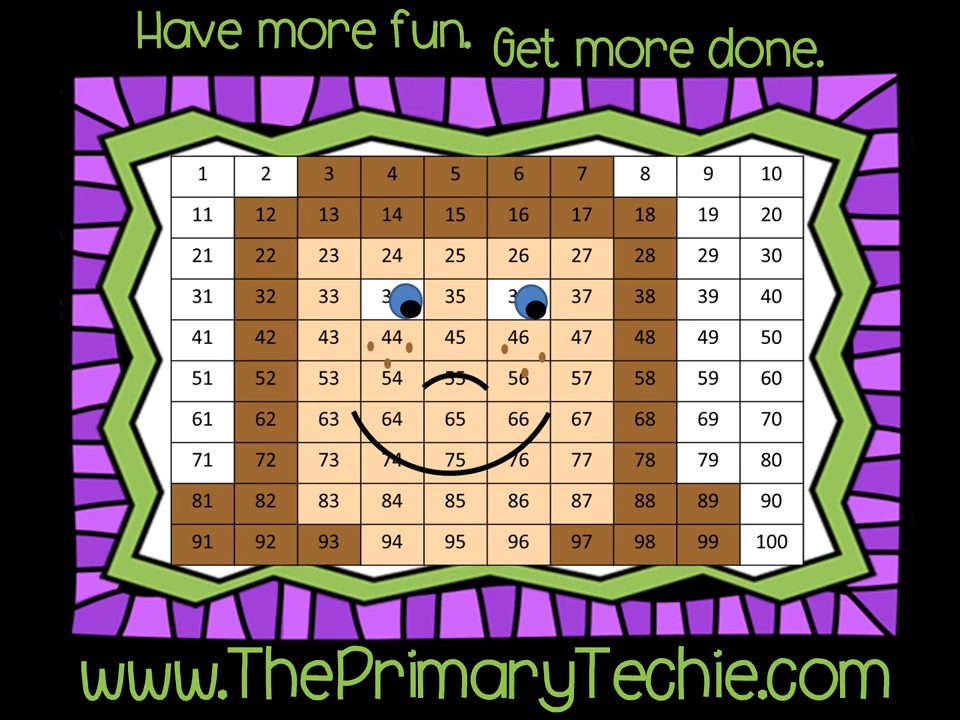 Have more fun. Get more done.
1 2 3 4 5 6 7 8 9 10
11 12 13 14 15 16 17 18 19 20
21 22 23 24 25 26 27 28 29 30
31 32 33 3 35 3 37 38 39 40
41 42 43 44 45 46 47 48 49 50
51 52 53 54 55 56 57 58 59 60
61 62 63 64 65 66 67 68 69 70
71 72 73 74 75 76 77 78 79 80
81 82 83 84 85 86 87 88 89 90
91 92 93 94 95 96 97 98 99 100
www.ThePrimaryTechie.com